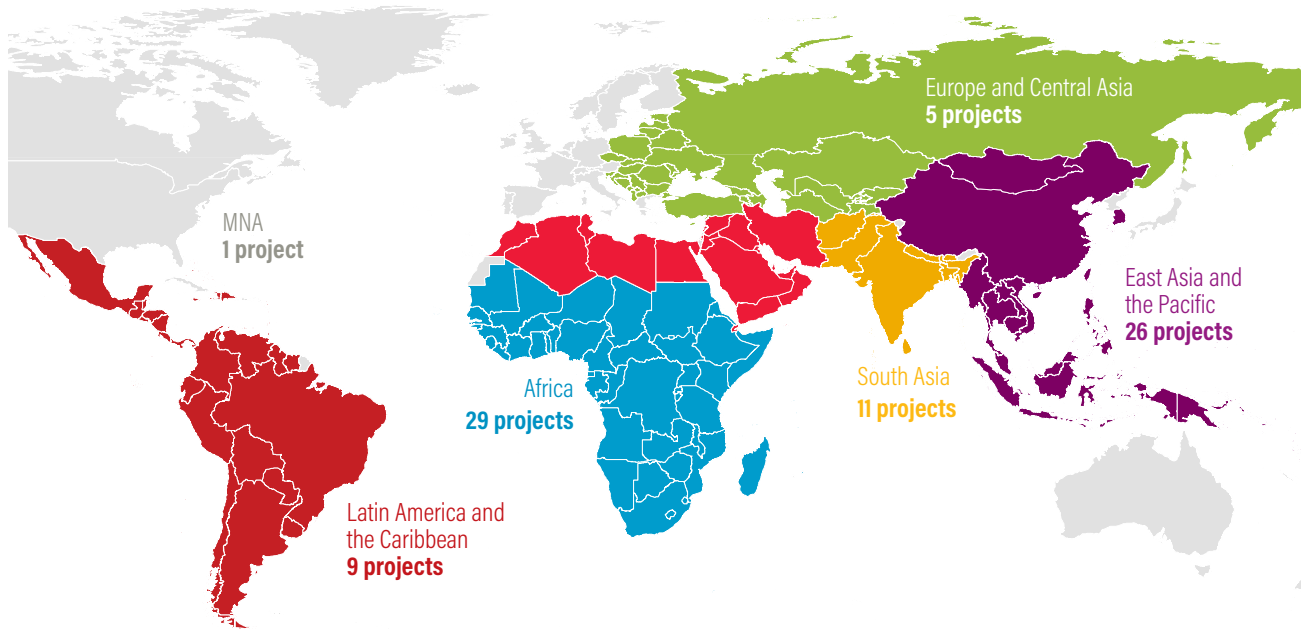 Europe and Central Asia
5 projects
MNA
1 project
East Asia and
the Pacific
26 projects
South Asia
11 projects
Africa
29 projects
Latin America and
the Caribbean
9 projects